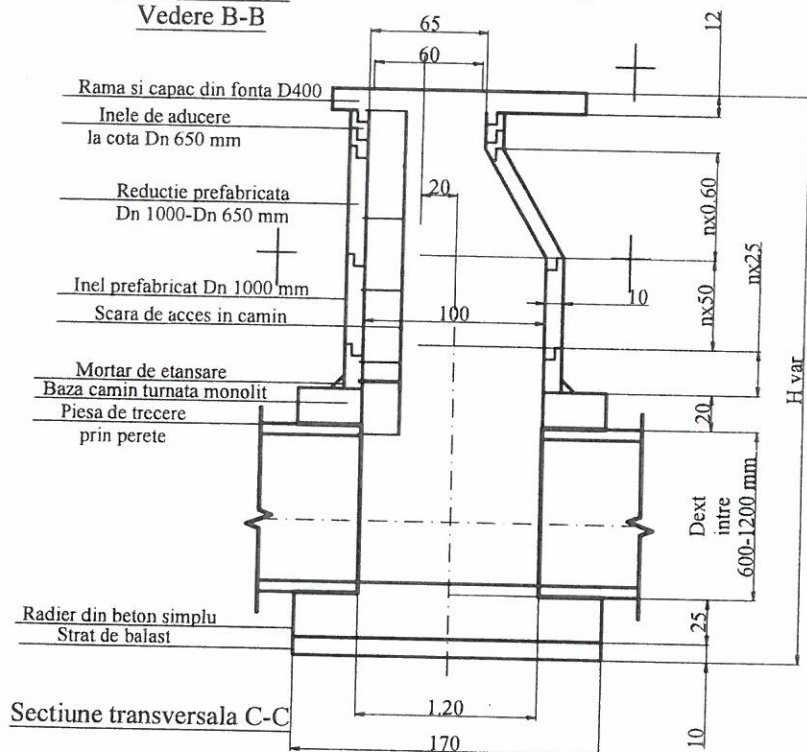 Vedere B-B
65
60
12
Rama si capac din fonta D400
Inele de aducere
la cota Dn 650 mm
20
Reductie prefabricata
Dn 1000-Dn 650 mm
nx0.60
nx25
Inel prefabricat Dn 1000 mm
10
nx50
Scara de acces in camin
100
H var
Mortar de etansare
Baza camin turnata monolit
20
Piesa de trecere
prin perete
Dext
intre
600-1200 mm
Radier din beton simplu
25
Strat de balast
Sectiune transversala C-C
1,20
10
170